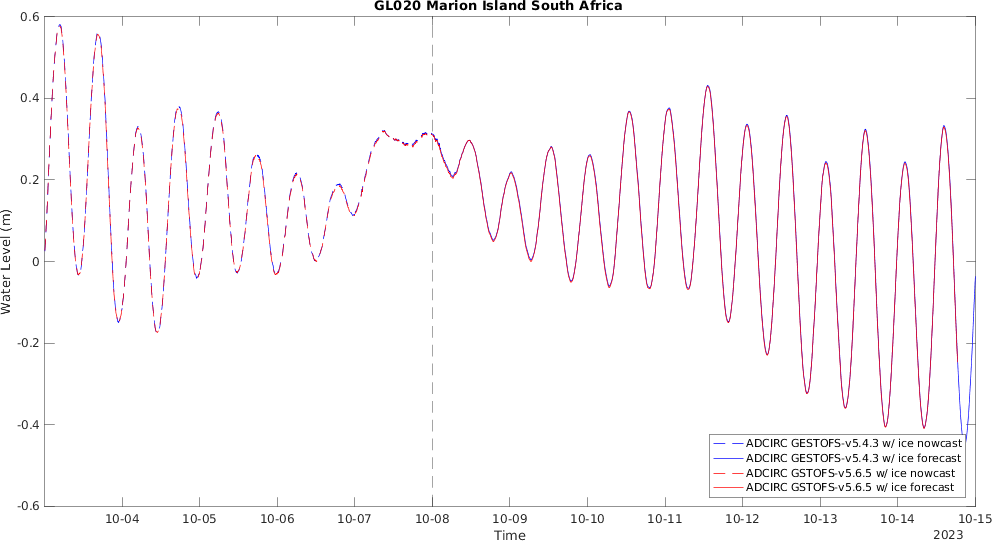 GL020 Marion Island South Africa
0.6
0.4
0.2
0
-0.2
-0.4
-0.6
Water Level (m)
ADCIRC GESTOFS-v5.4.3 w/ ice nowcast
ADCIRC GESTOFS-v5.4.3 w/ ice forecast
ADCIRC GSTOFS-v5.6.5 w/ ice nowcast
ADCIRC GSTOFS-v5.6.5 w/ ice forecast
10-04 10-05 10-06 10-07 10-08 10-09 10-10 10-11 10-12 10-13 10-14 10-15
Time
2023